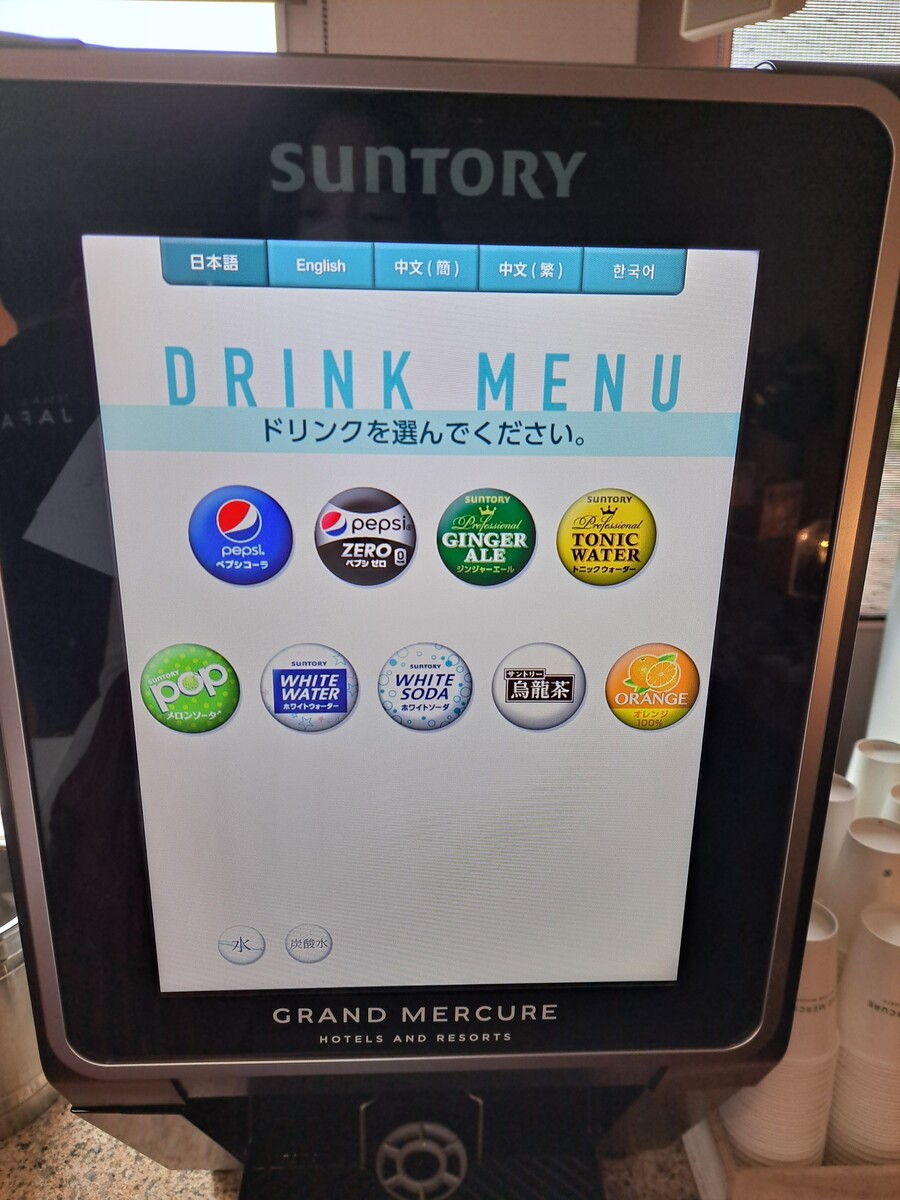 SUNTORY
日本語 English 中文(簡) 中文(繁) 한국어
DRINK MENU
ドリンクを選んでください。
pepsi.
ペプシコーラ
pepsi
ZERO
ペプシ ゼロ
SUNTORY
Professional
GINGER
ALE
ジンジャーエール
SUNTORY
Professional
TONIC
WATER
トニックウォーター
SUNTORY
pop
メロンソーダ
SUNTORY
WHITE
WATER
ホワイトウォーター
SUNTORY
WHITE
SODA
ホワイトソーダ
サントリー
烏龍茶
ORANGE
オレンジ
100%
水 炭酸水
GRAND MERCURE
HOTELS AND RESORTS